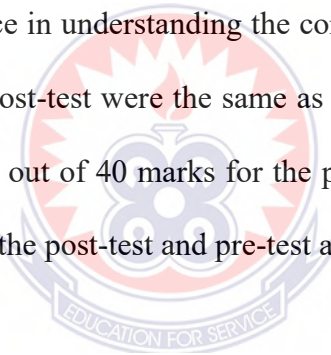 ce in understanding the co
ost-test were the same as
out of 40 marks for the p
the post-test and pre-test a
EDUCATION FOR SERVICE